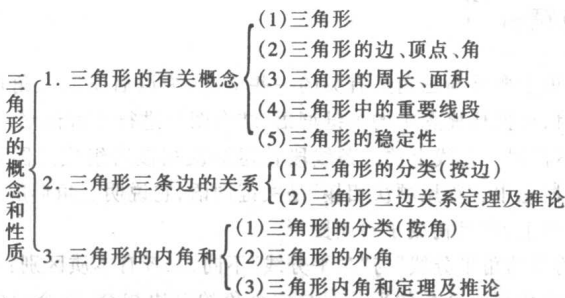 三角形的概念和性质
1. 三角形的有关概念
(1)三角形
(2)三角形的边、顶点、角
(3)三角形的周长、面积
(4)三角形中的重要线段
(5)三角形的稳定性
2. 三角形三条边的关系
(1)三角形的分类(按边)
(2)三角形三边关系定理及推论
3. 三角形的内角和
(1)三角形的分类(按角)
(2)三角形的外角
(3)三角形内角和定理及推论